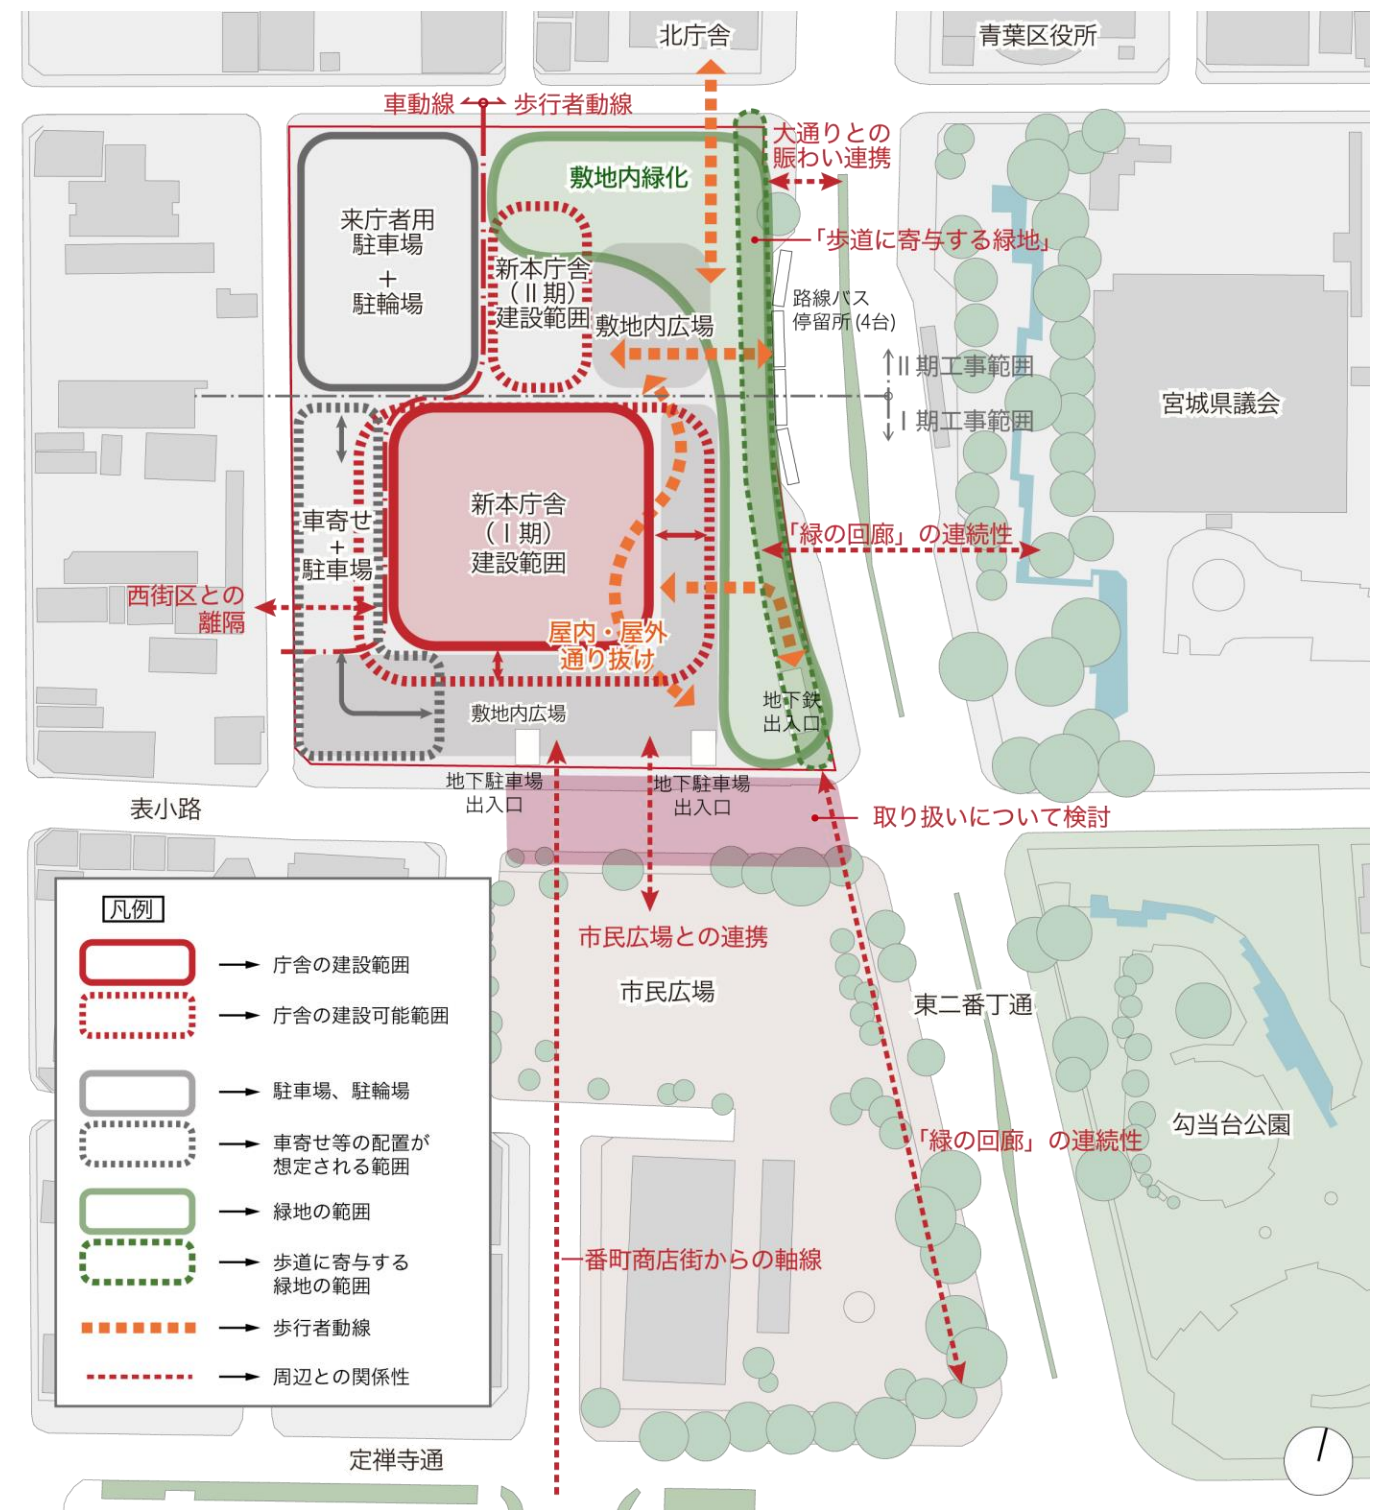 北庁舎
青葉区役所
車動線
歩行者動線
大通りとの
賑わい連携
敷地内緑化
来庁者用
駐車場
+
駐輪場
「歩道に寄与する緑地」
新本庁舎
(Ⅱ期)
建設範囲
敷地内広場
路線バス
停留所(4台)
Ⅱ期工事範囲
Ⅰ期工事範囲
宮城県議会
新本庁舎
(Ⅰ期)
建設範囲
車寄せ
+
駐車場
「緑の回廊」の連続性
西街区との
離隔
屋内・屋外
通り抜け
敷地内広場
地下鉄
出入口
地下駐車場
出入口
地下駐車場
出入口
表小路
取り扱いについて検討
市民広場との連携
市民広場
東二番丁通
勾当台公園
「緑の回廊」の連続性
一番町商店街からの軸線
定禅寺通
凡例
庁舎の建設範囲
庁舎の建設可能範囲
駐車場、駐輪場
車寄せ等の配置が
想定される範囲
緑地の範囲
歩道に寄与する
緑地の範囲
歩行者動線
周辺との関係性